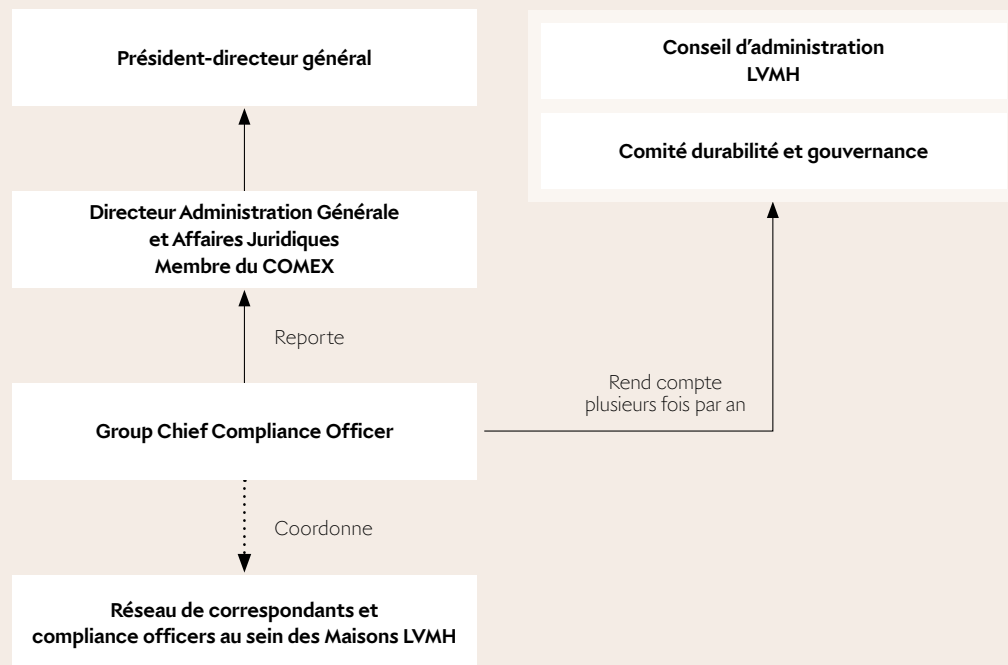 Président-directeur général
Conseil d’administration
LVMH
Comité durabilité et gouvernance
Directeur Administration Générale
et Affaires Juridiques
Membre du COMEX
Reporte
Rend compte
plusieurs fois par an
Group Chief Compliance Officer
Coordonne
Réseau de correspondants et
compliance officers au sein des Maisons LVMH